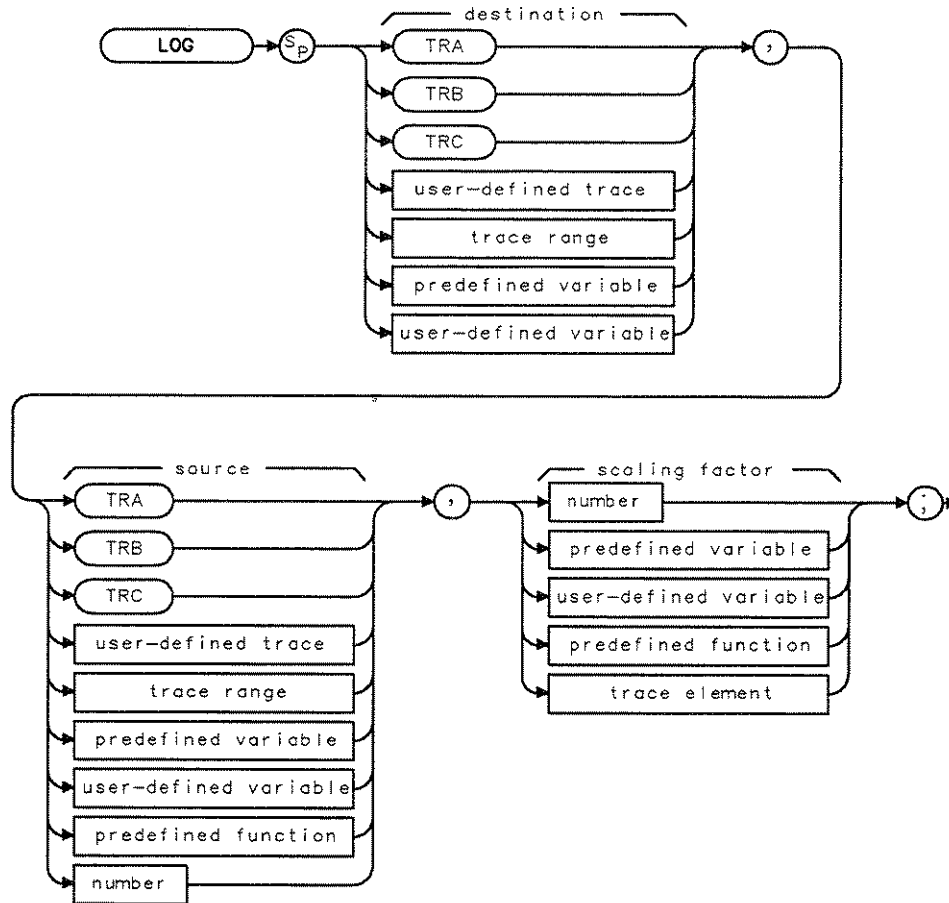 destination
LOG
Sp
TRA
,
TRB
TRC
user-defined trace
trace range
predefined variable
user-defined variable
source
TRA
,
TRB
TRC
user-defined trace
trace range
predefined variable
user-defined variable
predefined function
number
scaling factor
number
;
predefined variable
user-defined variable
predefined function
trace element